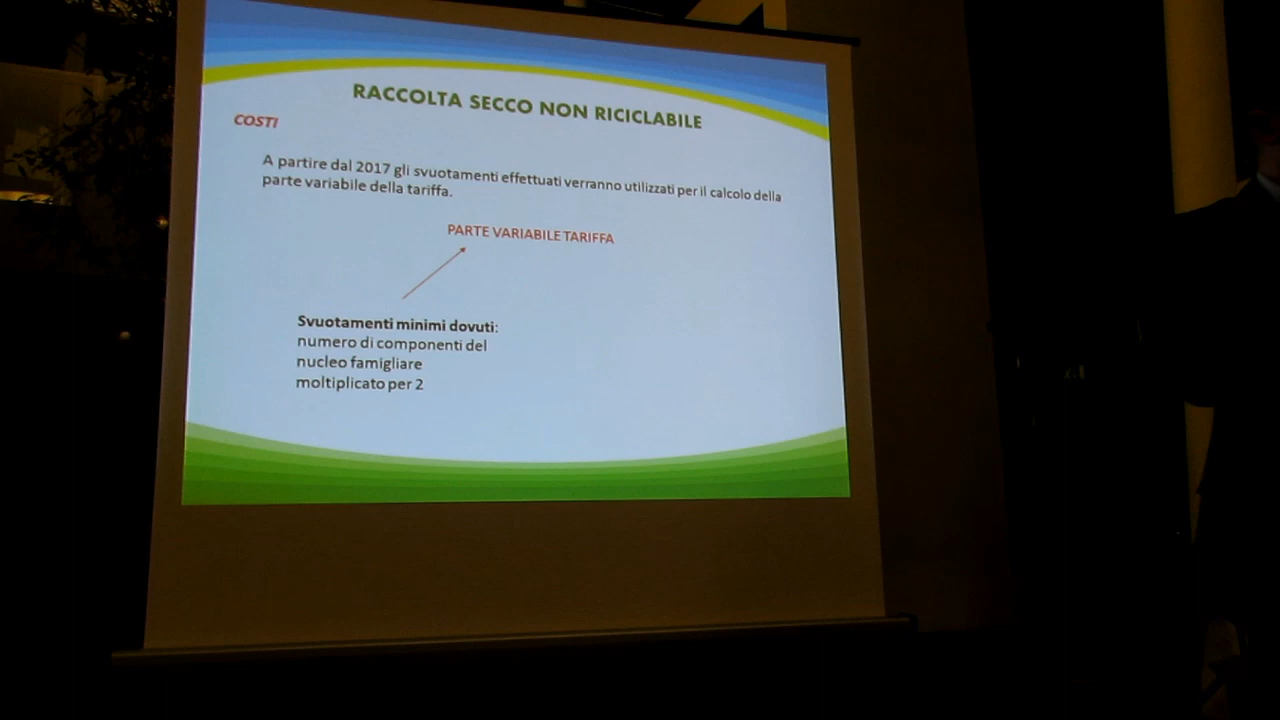 RACCOLTA SECCO NON RICICLABILE
COSTI
A partire dal 2017 gli svuotamenti effettuati verranno utilizzati per il calcolo della
parte variabile della tariffa.
PARTE VARIABILE TARIFFA
Svuotamenti minimi dovuti:
numero di componenti del
nucleo famigliare
moltiplicato per 2